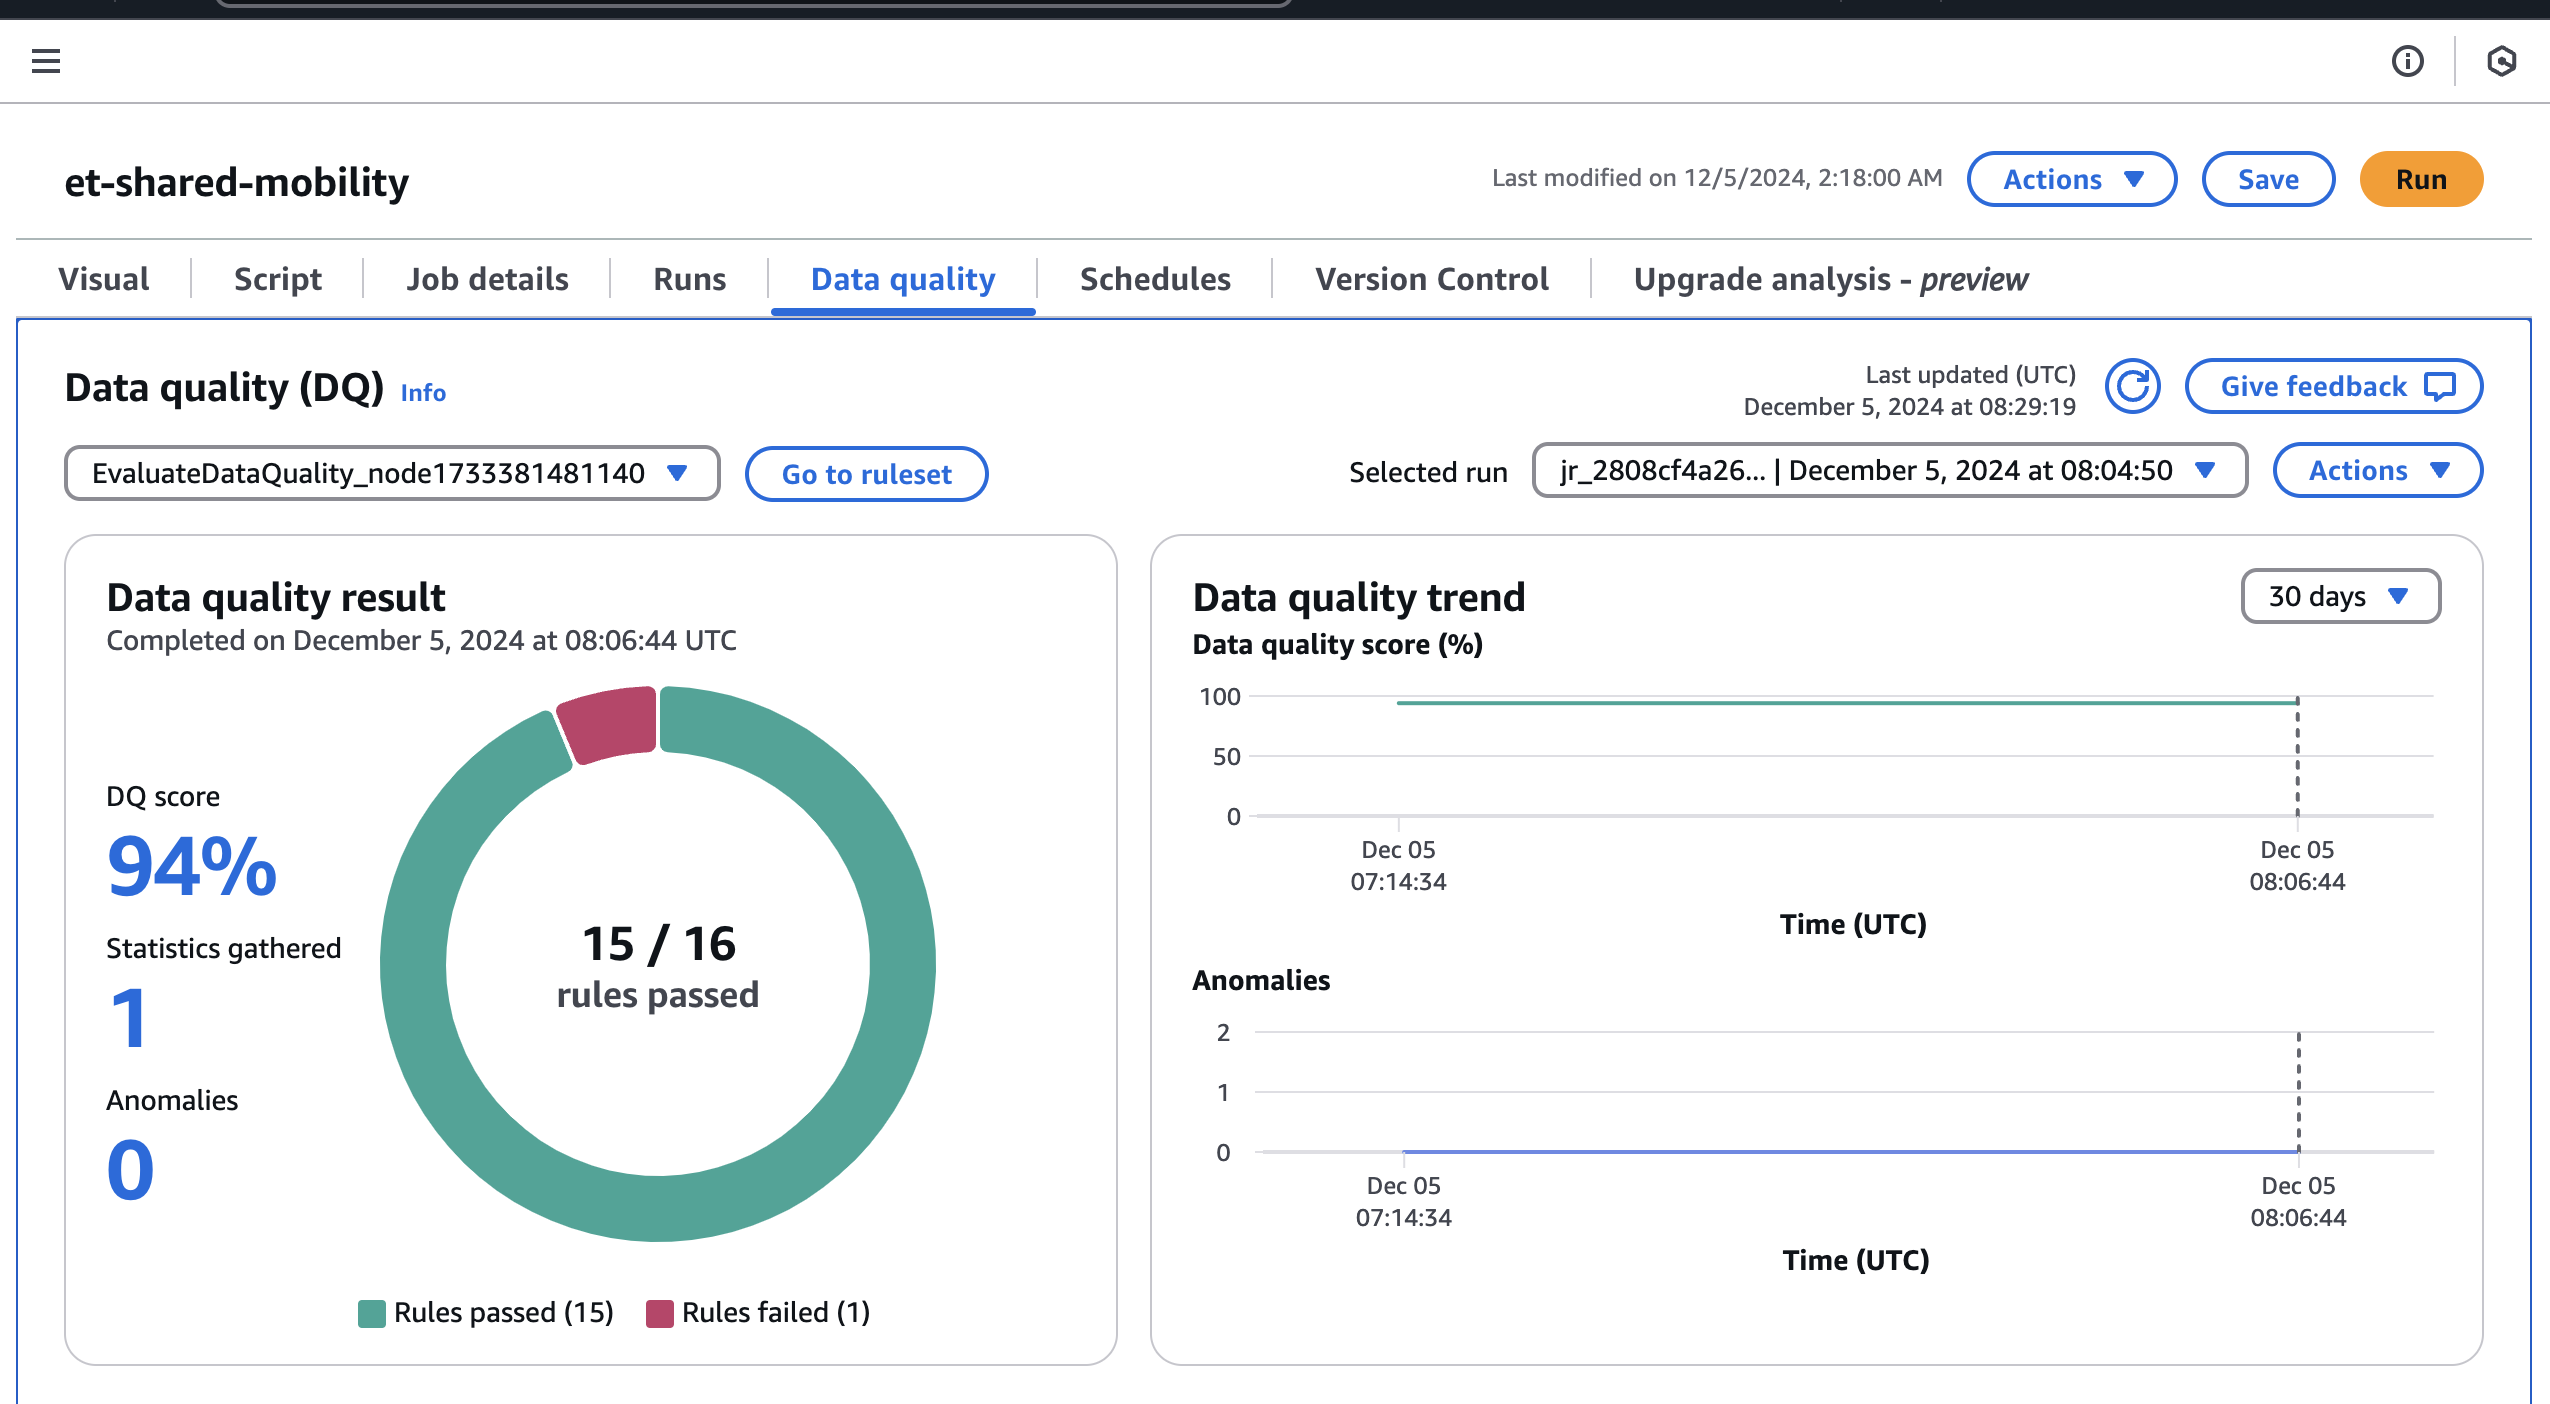 et-shared-mobility
Last modified on 12/5/2024, 2:18:00 AM
Actions
Save
Run
Visual
Script
Job details
Runs
Data quality
Schedules
Version Control
Upgrade analysis - preview
Data quality (DQ)
Info
Last updated (UTC)
December 5, 2024 at 08:29:19
Give feedback
EvaluateDataQuality_node1733381481140
Go to ruleset
Selected run
jr_2808cf4a26... | December 5, 2024 at 08:04:50
Actions
Data quality result
Completed on December 5, 2024 at 08:06:44 UTC
DQ score
94%
Statistics gathered
1
Anomalies
0
15 / 16
rules passed
Rules passed (15)
Rules failed (1)
Data quality trend
30 days
Data quality score (%)
100
50
0
Dec 05
07:14:34
Dec 05
08:06:44
Time (UTC)
Anomalies
2
1
0
Dec 05
07:14:34
Dec 05
08:06:44
Time (UTC)